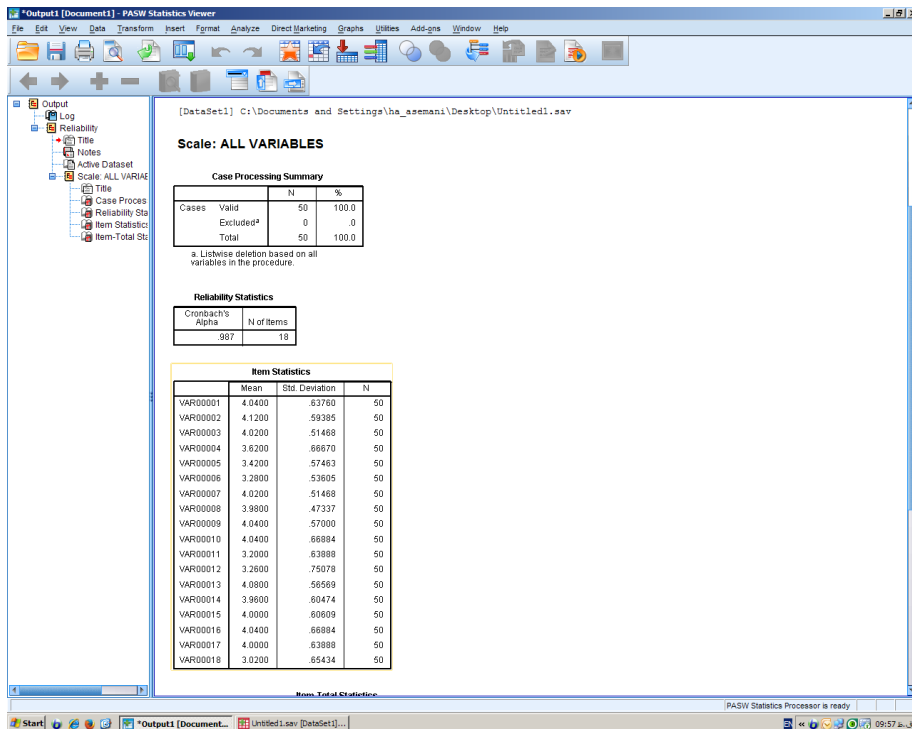 *Output1 [Document1] - PASW Statistics Viewer
File Edit View Data Transform Insert Format Analyze Direct Marketing Graphs Utilities Add-ons Window Help
Output
Log
Reliability
Title
Notes
Active Dataset
Scale: ALL VARIAE
Title
Case Proces
Reliability Sta
Item Statistics
Item-Total Sta
[DataSet1] C:\Documents and Settings\ha_asemani\Desktop\Untitled1.sav
Scale: ALL VARIABLES
Case Processing Summary
N %
Cases Valid 50 100.0
Excludedª 0 .0
Total 50 100.0
a. Listwise deletion based on all
variables in the procedure.
Reliability Statistics
Cronbach's
Alpha N of Items
.987 18
Item Statistics
Mean Std. Deviation N
VAR00001 4.0400 .63760 50
VAR00002 4.1200 .59385 50
VAR00003 4.0200 .51468 50
VAR00004 3.6200 .66670 50
VAR00005 3.4200 .57463 50
VAR00006 3.2800 .53605 50
VAR00007 4.0200 .51468 50
VAR00008 3.9800 .47337 50
VAR00009 4.0400 .57000 50
VAR00010 4.0400 .66884 50
VAR00011 3.2000 .63888 50
VAR00012 3.2600 .75078 50
VAR00013 4.0800 .56569 50
VAR00014 3.9600 .60474 50
VAR00015 4.0000 .60609 50
VAR00016 4.0400 .66884 50
VAR00017 4.0000 .63888 50
VAR00018 3.0200 .65434 50
Item-Total Statistics
PASW Statistics Processor is ready
Start *Output1 [Document... Untitled1.sav [DataSet1]... EN 09:57